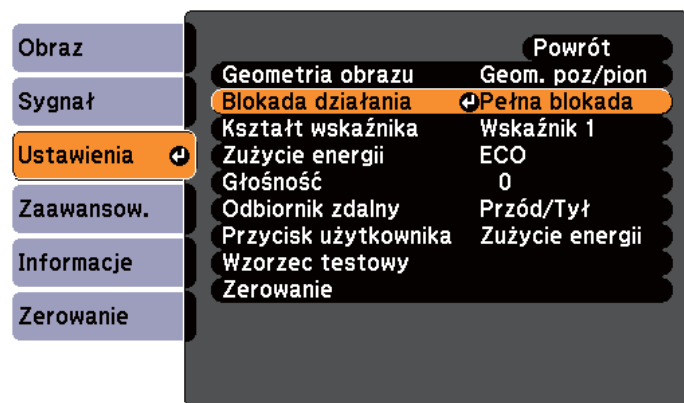 Obraz
Sygnał
Ustawienia
Zaawansow.
Informacje
Zerowanie
Powrót
Geometria obrazu Geom. poz/pion
Blokada działania Pełna blokada
Kształt wskaźnika Wskaźnik 1
Zużycie energii ECO
Głośność 0
Odbiornik zdalny Przód/Tył
Przycisk użytkownika Zużycie energii
Wzorzec testowy
Zerowanie